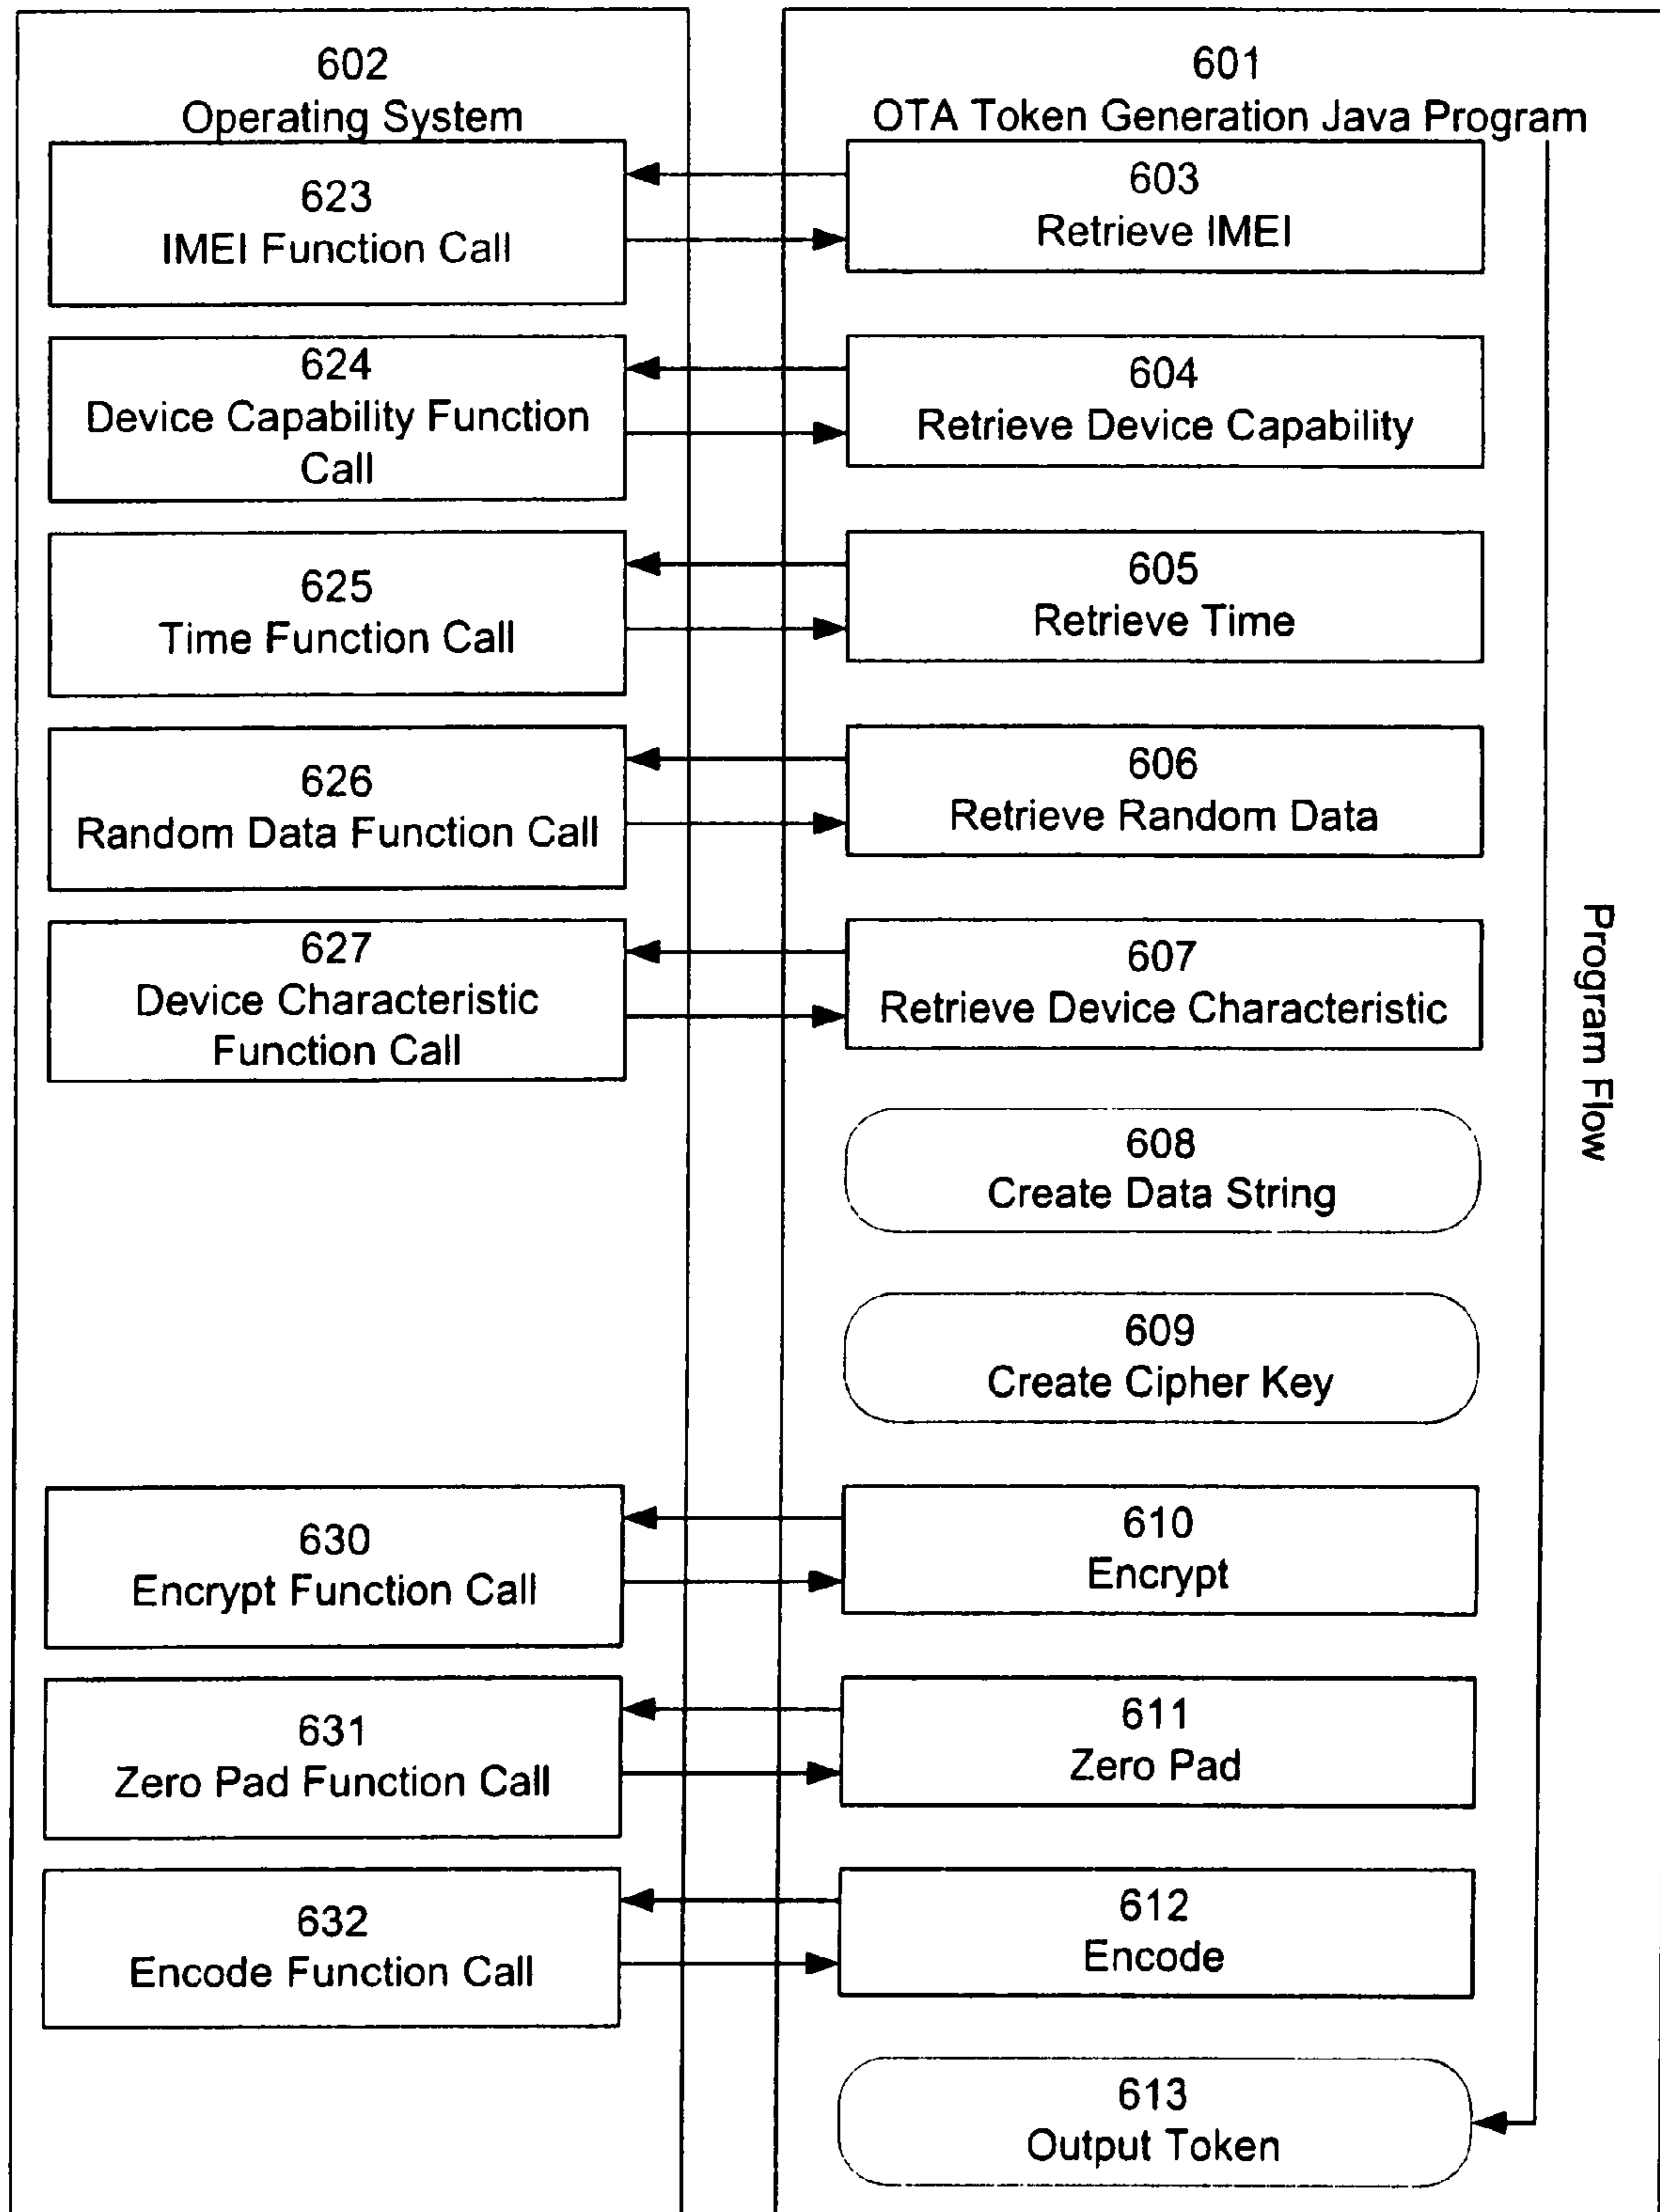 602
Operating System
623
IMEI Function Call
624
Device Capability Function
Call
625
Time Function Call
626
Random Data Function Call
627
Device Characteristic
Function Call
630
Encrypt Function Call
631
Zero Pad Function Call
632
Encode Function Call
601
OTA Token Generation Java Program
603
Retrieve IMEI
604
Retrieve Device Capability
605
Retrieve Time
606
Retrieve Random Data
607
Retrieve Device Characteristic
608
Create Data String
609
Create Cipher Key
610
Encrypt
611
Zero Pad
612
Encode
613
Output Token
Program Flow